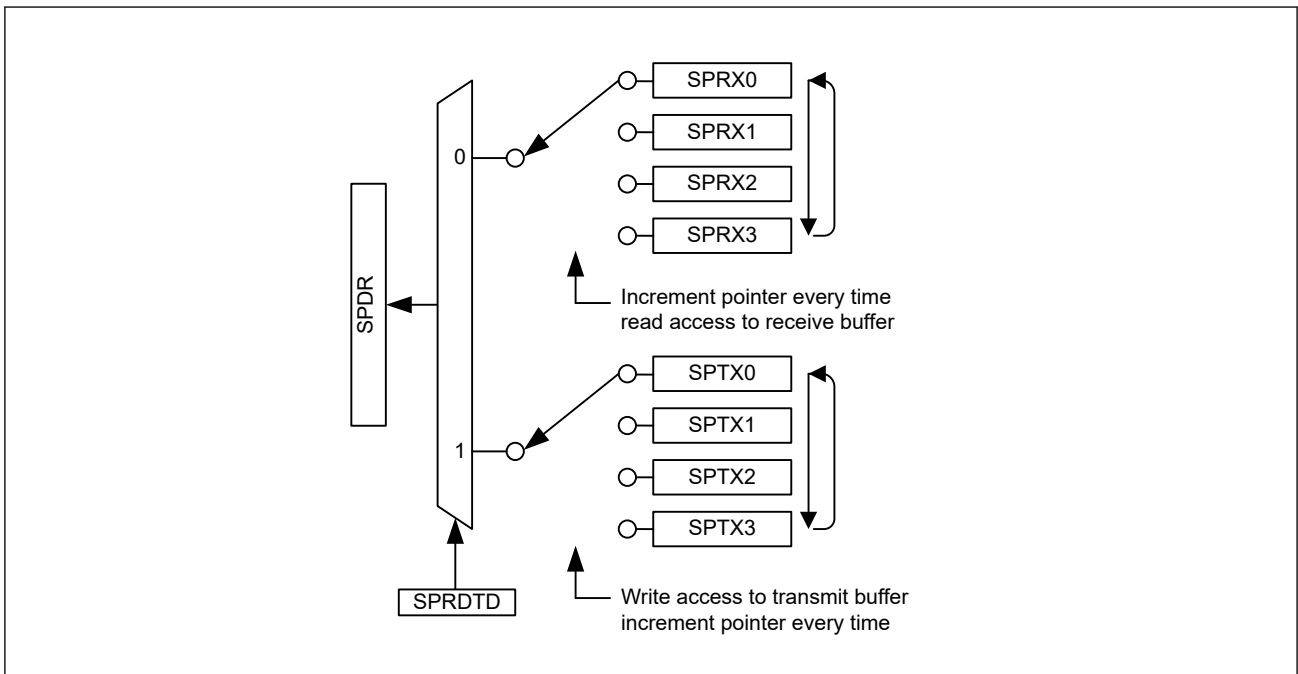 SPRX0
SPRX1
0
SPRX2
SPRX3
SPDR
Increment pointer every time
read access to receive buffer
SPTX0
SPTX1
1
SPTX2
SPTX3
SPRDTD
Write access to transmit buffer
increment pointer every time